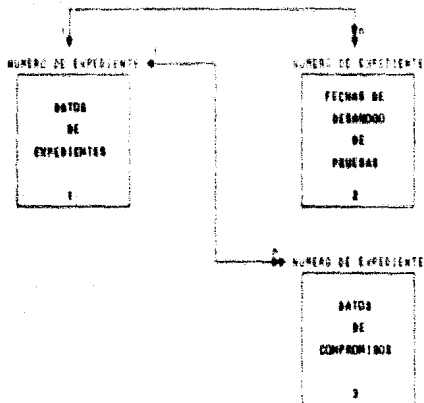 1 n
NUMERO DE EXPEDIENTE
DATOS
DE
EXPEDIENTES
1
NUMERO DE EXPEDIENTE
FECHAS DE
DESAHOGO
DE
PRUEBAS
2
n
NUMERO DE EXPEDIENTE
DATOS
DE
COMPROMISOS
3